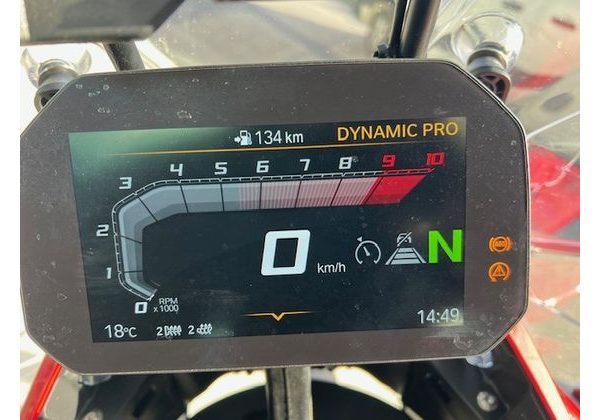 134 km DYNAMIC PRO
3 4 5 6 7 8 9 10
2
1
0 km/h N
ABS
0 RPM x 1000
18°C 2 2 14:49